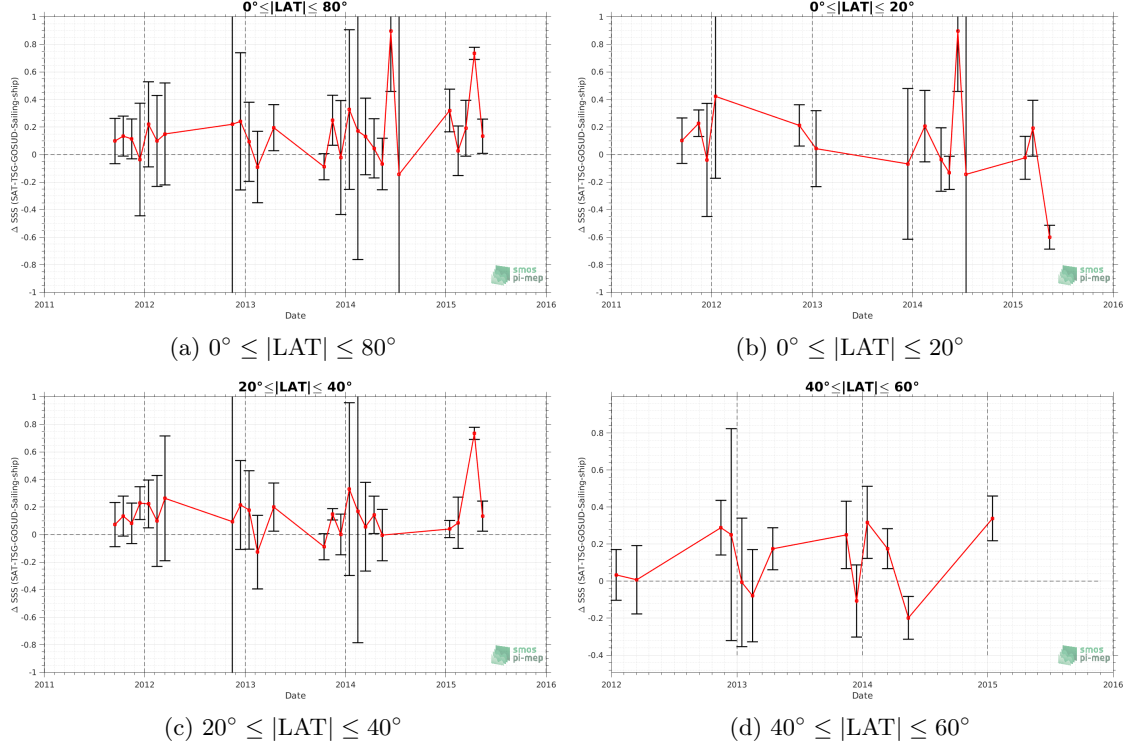 0°≤|LAT|≤ 80°
Δ SSS (SAT-TSG-GOSUD-Sailing-ship)
1
0.8
0.6
0.4
0.2
0
-0.2
-0.4
-0.6
-0.8
-1
2011 2012 2013 2014 2015 2016
Date
smos
pi-mep
(a) 0° ≤ |LAT| ≤ 80°
0°≤|LAT|≤ 20°
Δ SSS (SAT-TSG-GOSUD-Sailing-ship)
1
0.8
0.6
0.4
0.2
0
-0.2
-0.4
-0.6
-0.8
-1
2011 2012 2013 2014 2015 2016
Date
smos
pi-mep
(b) 0° ≤ |LAT| ≤ 20°
20°≤|LAT|≤ 40°
Δ SSS (SAT-TSG-GOSUD-Sailing-ship)
1
0.8
0.6
0.4
0.2
0
-0.2
-0.4
-0.6
-0.8
-1
2011 2012 2013 2014 2015 2016
Date
smos
pi-mep
(c) 20° ≤ |LAT| ≤ 40°
40°≤|LAT|≤ 60°
Δ SSS (SAT-TSG-GOSUD-Sailing-ship)
0.8
0.6
0.4
0.2
0
-0.2
-0.4
2012 2013 2014 2015 2016
Date
smos
pi-mep
(d) 40° ≤ |LAT| ≤ 60°